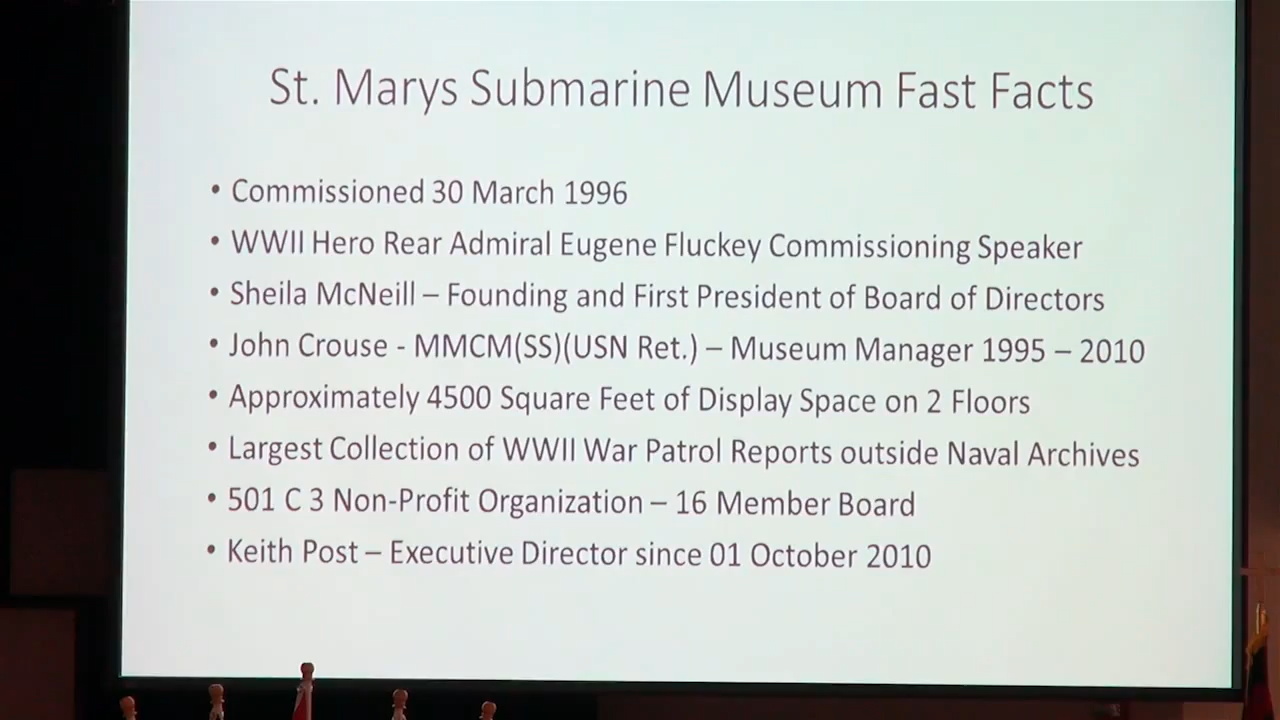 St. Marys Submarine Museum Fast Facts
• Commissioned 30 March 1996
• WWII Hero Rear Admiral Eugene Fluckey Commissioning Speaker
• Sheila McNeill – Founding and First President of Board of Directors
• John Crouse - MMCM(SS)(USN Ret.) – Museum Manager 1995 – 2010
• Approximately 4500 Square Feet of Display Space on 2 Floors
• Largest Collection of WWII War Patrol Reports outside Naval Archives
• 501 C 3 Non-Profit Organization – 16 Member Board
• Keith Post – Executive Director since 01 October 2010